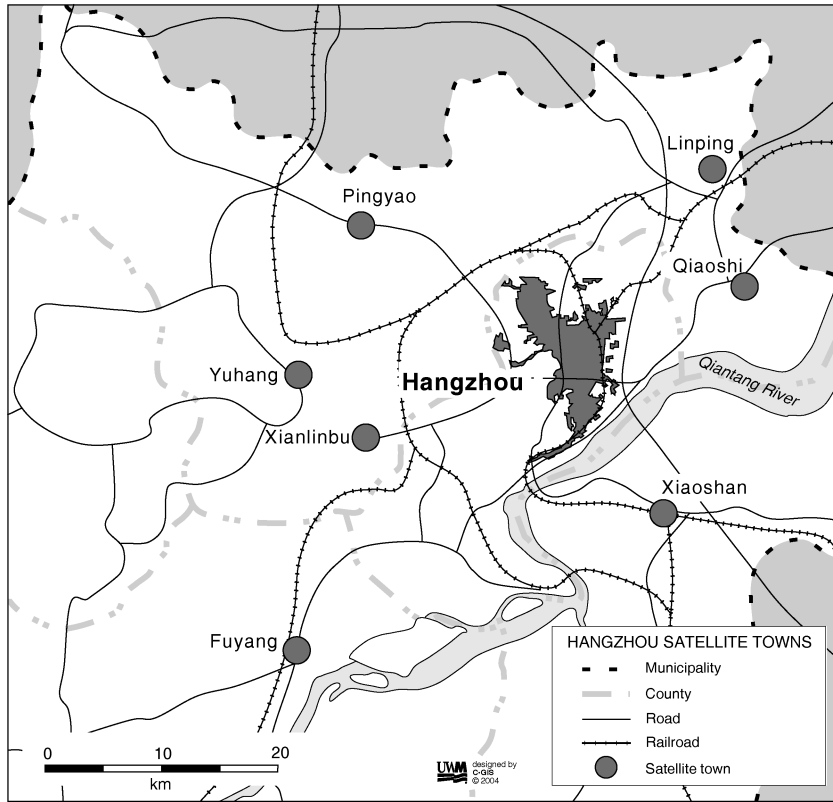 Linping
Pingyao
Qiaoshi
Yuhang
Hangzhou
Qiantang River
Xianlinbu
Xiaoshan
Fuyang
HANGZHOU SATELLITE TOWNS
Municipality
County
Road
Railroad
Satellite town
0 10 20
km
UWM
designed by
C•GIS
© 2004